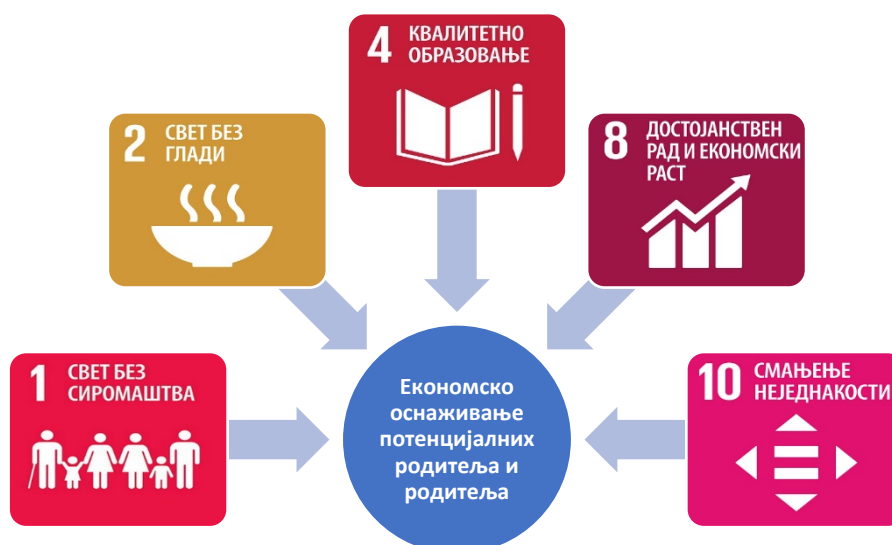 4 КВАЛИТЕТНО
ОБРАЗОВАЊЕ
2 СВЕТ БЕЗ
ГЛАДИ
8 ДОСТОЈАНСТВЕН
РАД И ЕКОНОМСКИ
РАСТ
1 СВЕТ БЕЗ
СИРОМАШТВА
Економско
оснаживање
потенцијалних
родитеља и
родитеља
10 СМАЊЕЊЕ
НЕЈЕДНАКОСТИ